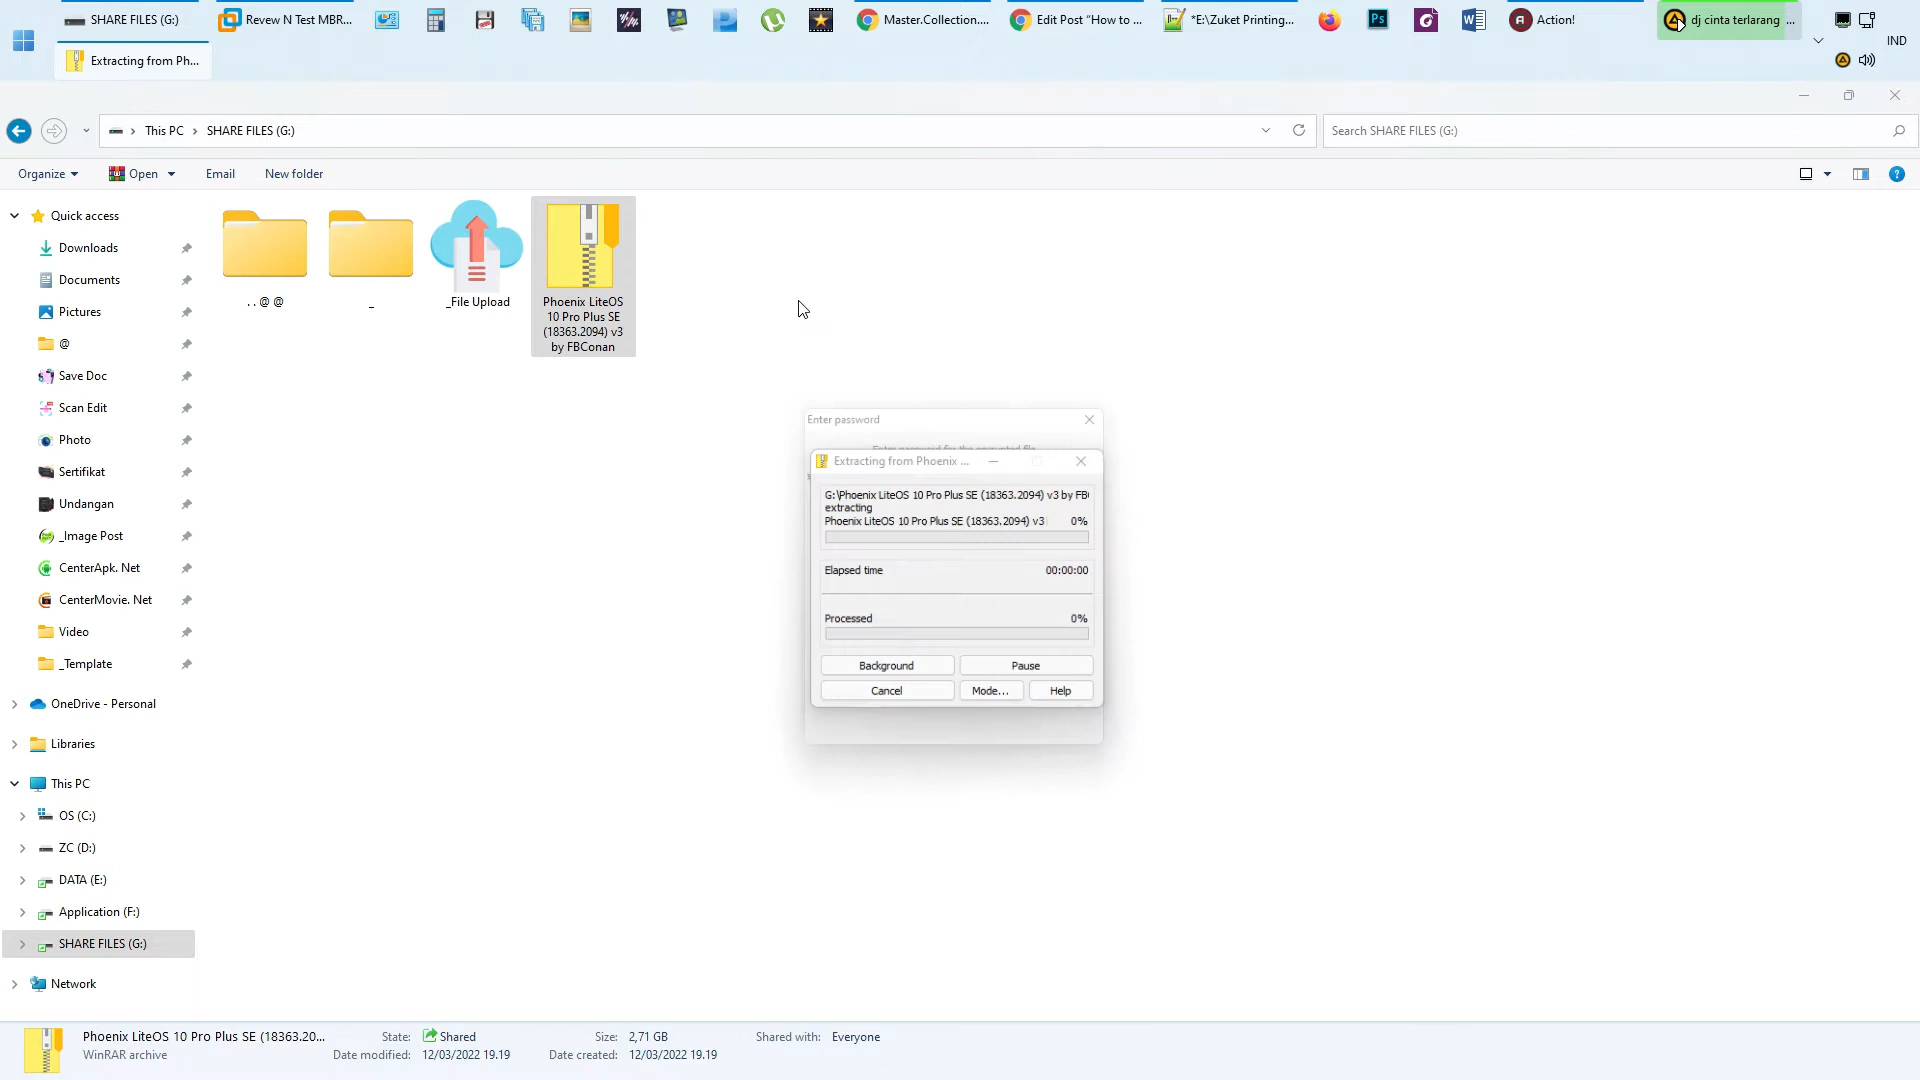 SHARE FILES (G:)
Revew N Test MBR...
Master.Collection....
Edit Post “How to ...
*E:\Zuket Printing...
Action!
dj cinta terlarang ...
IND
Extracting from Ph...
This PC
SHARE FILES (G:)
Search SHARE FILES (G:)
Organize
Open
Email
New folder
Quick access
Downloads
Documents
Pictures
@
Save Doc
Scan Edit
Photo
Sertifikat
Undangan
_Image Post
CenterApk. Net
CenterMovie. Net
Video
_Template
OneDrive - Personal
Libraries
This PC
OS (C:)
ZC (D:)
DATA (E:)
Application (F:)
SHARE FILES (G:)
Network
. . @ @
_
_File Upload
Phoenix LiteOS
10 Pro Plus SE
(18363.2094) v3
by FBConan
Enter password
Enter password for the encrypted file
Extracting from Phoenix ...
G:\Phoenix LiteOS 10 Pro Plus SE (18363.2094) v3 by FB
extracting
Phoenix LiteOS 10 Pro Plus SE (18363.2094) v3 0%
Elapsed time 00:00:00
Processed 0%
Background
Pause
Cancel
Mode...
Help
Phoenix LiteOS 10 Pro Plus SE (18363.20...
WinRAR archive
State: Shared
Date modified: 12/03/2022 19.19
Size: 2,71 GB
Date created: 12/03/2022 19.19
Shared with: Everyone